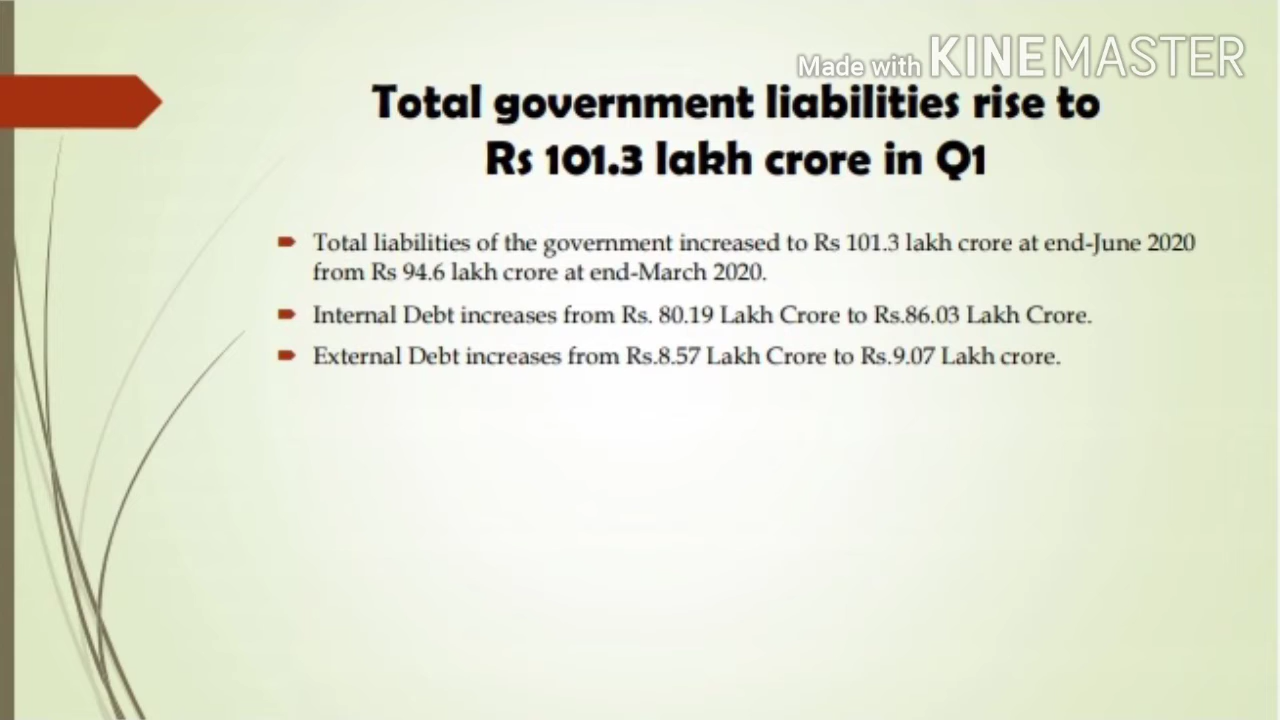 Made with KINEMASTER
Total government liabilities rise to
Rs 101.3 lakh crore in Q1
Total liabilities of the government increased to Rs 101.3 lakh crore at end-June 2020
from Rs 94.6 lakh crore at end-March 2020.
Internal Debt increases from Rs. 80.19 Lakh Crore to Rs.86.03 Lakh Crore.
External Debt increases from Rs.8.57 Lakh Crore to Rs.9.07 Lakh crore.